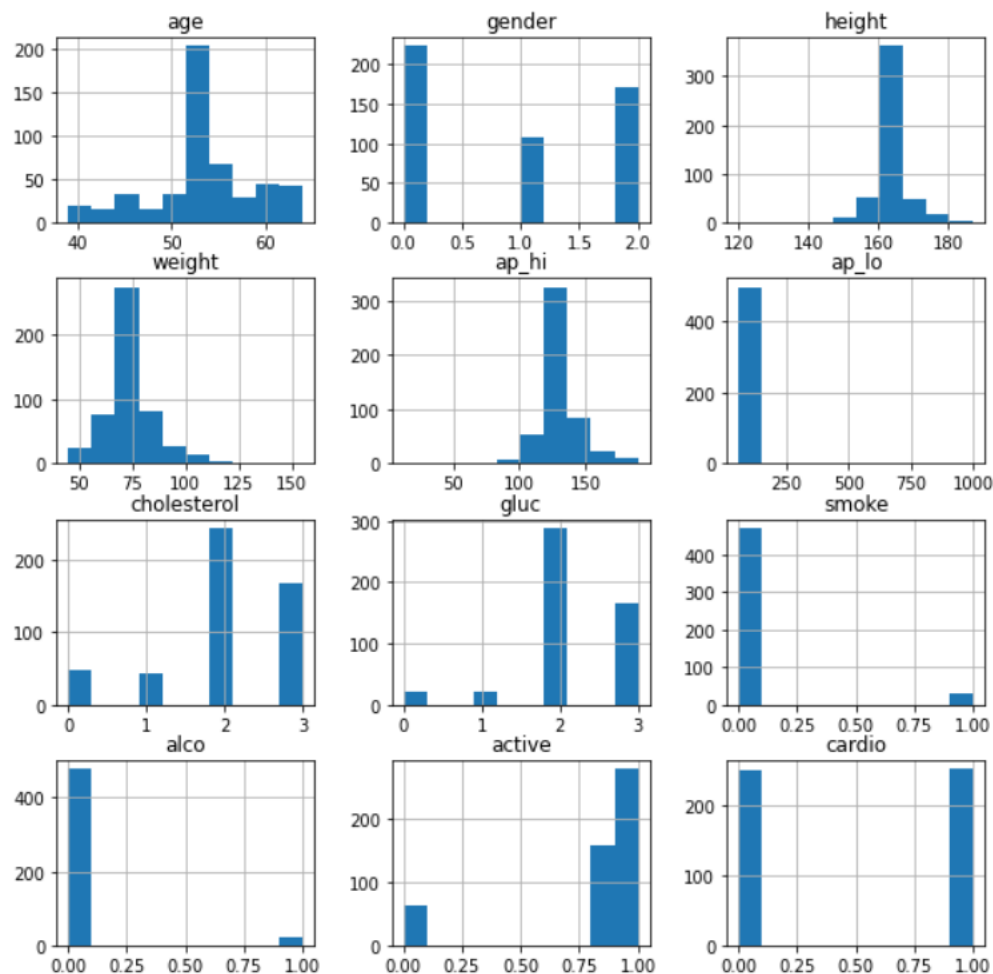 age gender height
200
150
100
50
0
40 50 60
200
150
100
50
0
0.0 0.5 1.0 1.5 2.0
300
200
100
0
120 140 160 180
weight ap_hi ap_lo
200
100
0
50 75 100 125 150
300
200
100
0
50 100 150
400
200
0
250 500 750 1000
cholesterol gluc smoke
200
100
0
0 1 2 3
300
200
100
0
0 1 2 3
400
300
200
100
0
0.00 0.25 0.50 0.75 1.00
alco active cardio
400
200
0
0.00 0.25 0.50 0.75 1.00
200
100
0
0.00 0.25 0.50 0.75 1.00
200
100
0
0.00 0.25 0.50 0.75 1.00